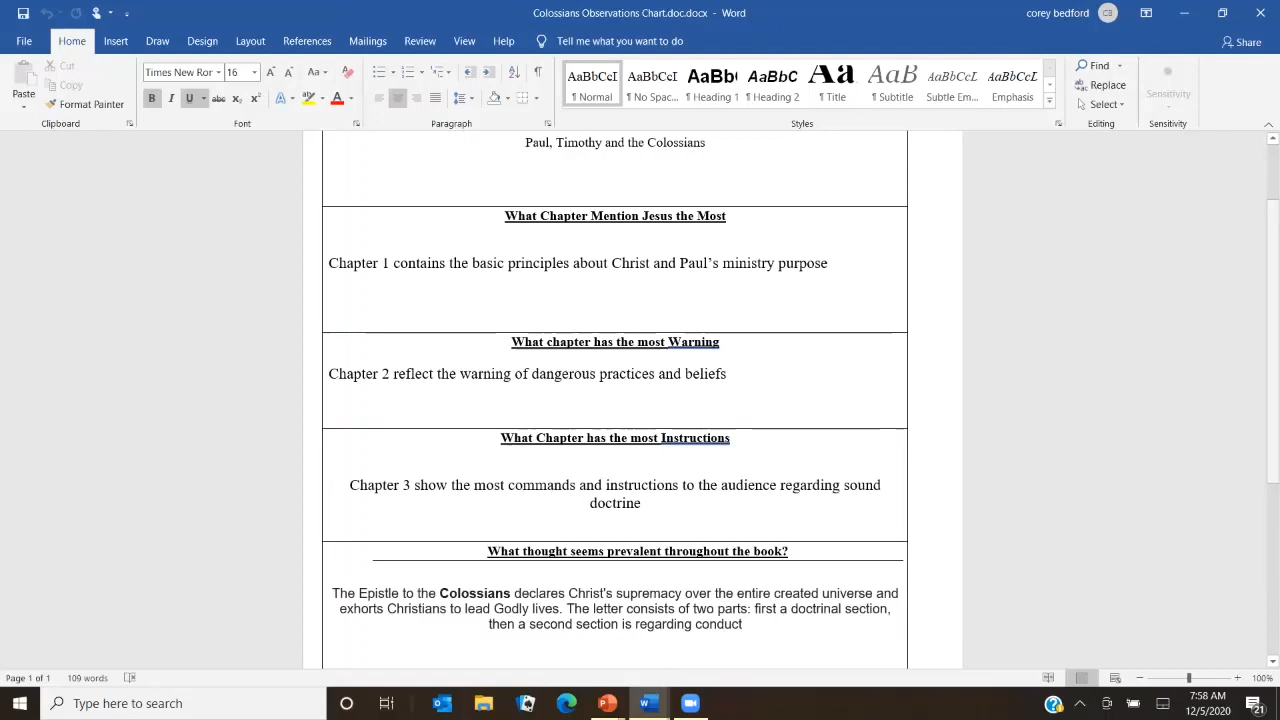 Colossians Observations Chart.doc.docx - Word
corey bedford
File Home Insert Draw Design Layout References Mailings Review View Help Tell me what you want to do Share
Paste
Cut
Copy
Format Painter
Clipboard
Times New Ror 16
Font
Paragraph
AaBbCcI AaBbCcI AaBb( AaBbC Aa AaB AaBbCcL AaBbCcL
¶ Normal ¶ No Spac... ¶ Heading 1 ¶ Heading 2 ¶ Title ¶ Subtitle Subtle Em... Emphasis
Styles
Find
Replace
Select
Editing
Sensitivity
Sensitivity
Paul, Timothy and the Colossians
What Chapter Mention Jesus the Most
Chapter 1 contains the basic principles about Christ and Paul's ministry purpose
What chapter has the most Warning
Chapter 2 reflect the warning of dangerous practices and beliefs
What Chapter has the most Instructions
Chapter 3 show the most commands and instructions to the audience regarding sound
doctrine
What thought seems prevalent throughout the book?
The Epistle to the Colossians declares Christ's supremacy over the entire created universe and
exhorts Christians to lead Godly lives. The letter consists of two parts: first a doctrinal section,
then a second section is regarding conduct
Page 1 of 1 109 words
100%
Type here to search
7:58 AM
12/5/2020
21